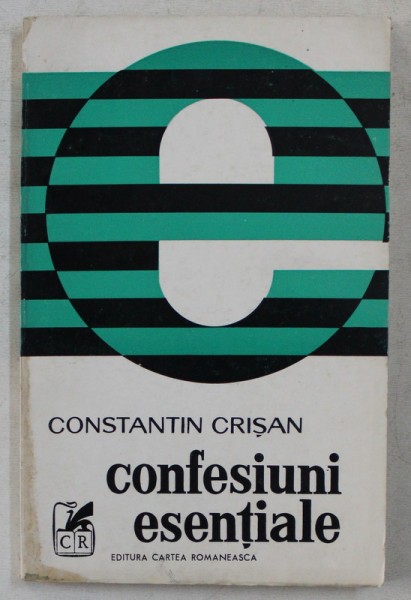 e
CONSTANTIN CRIȘAN
confesiuni
esențiale
CR
EDITURA CARTEA ROMANEASCA